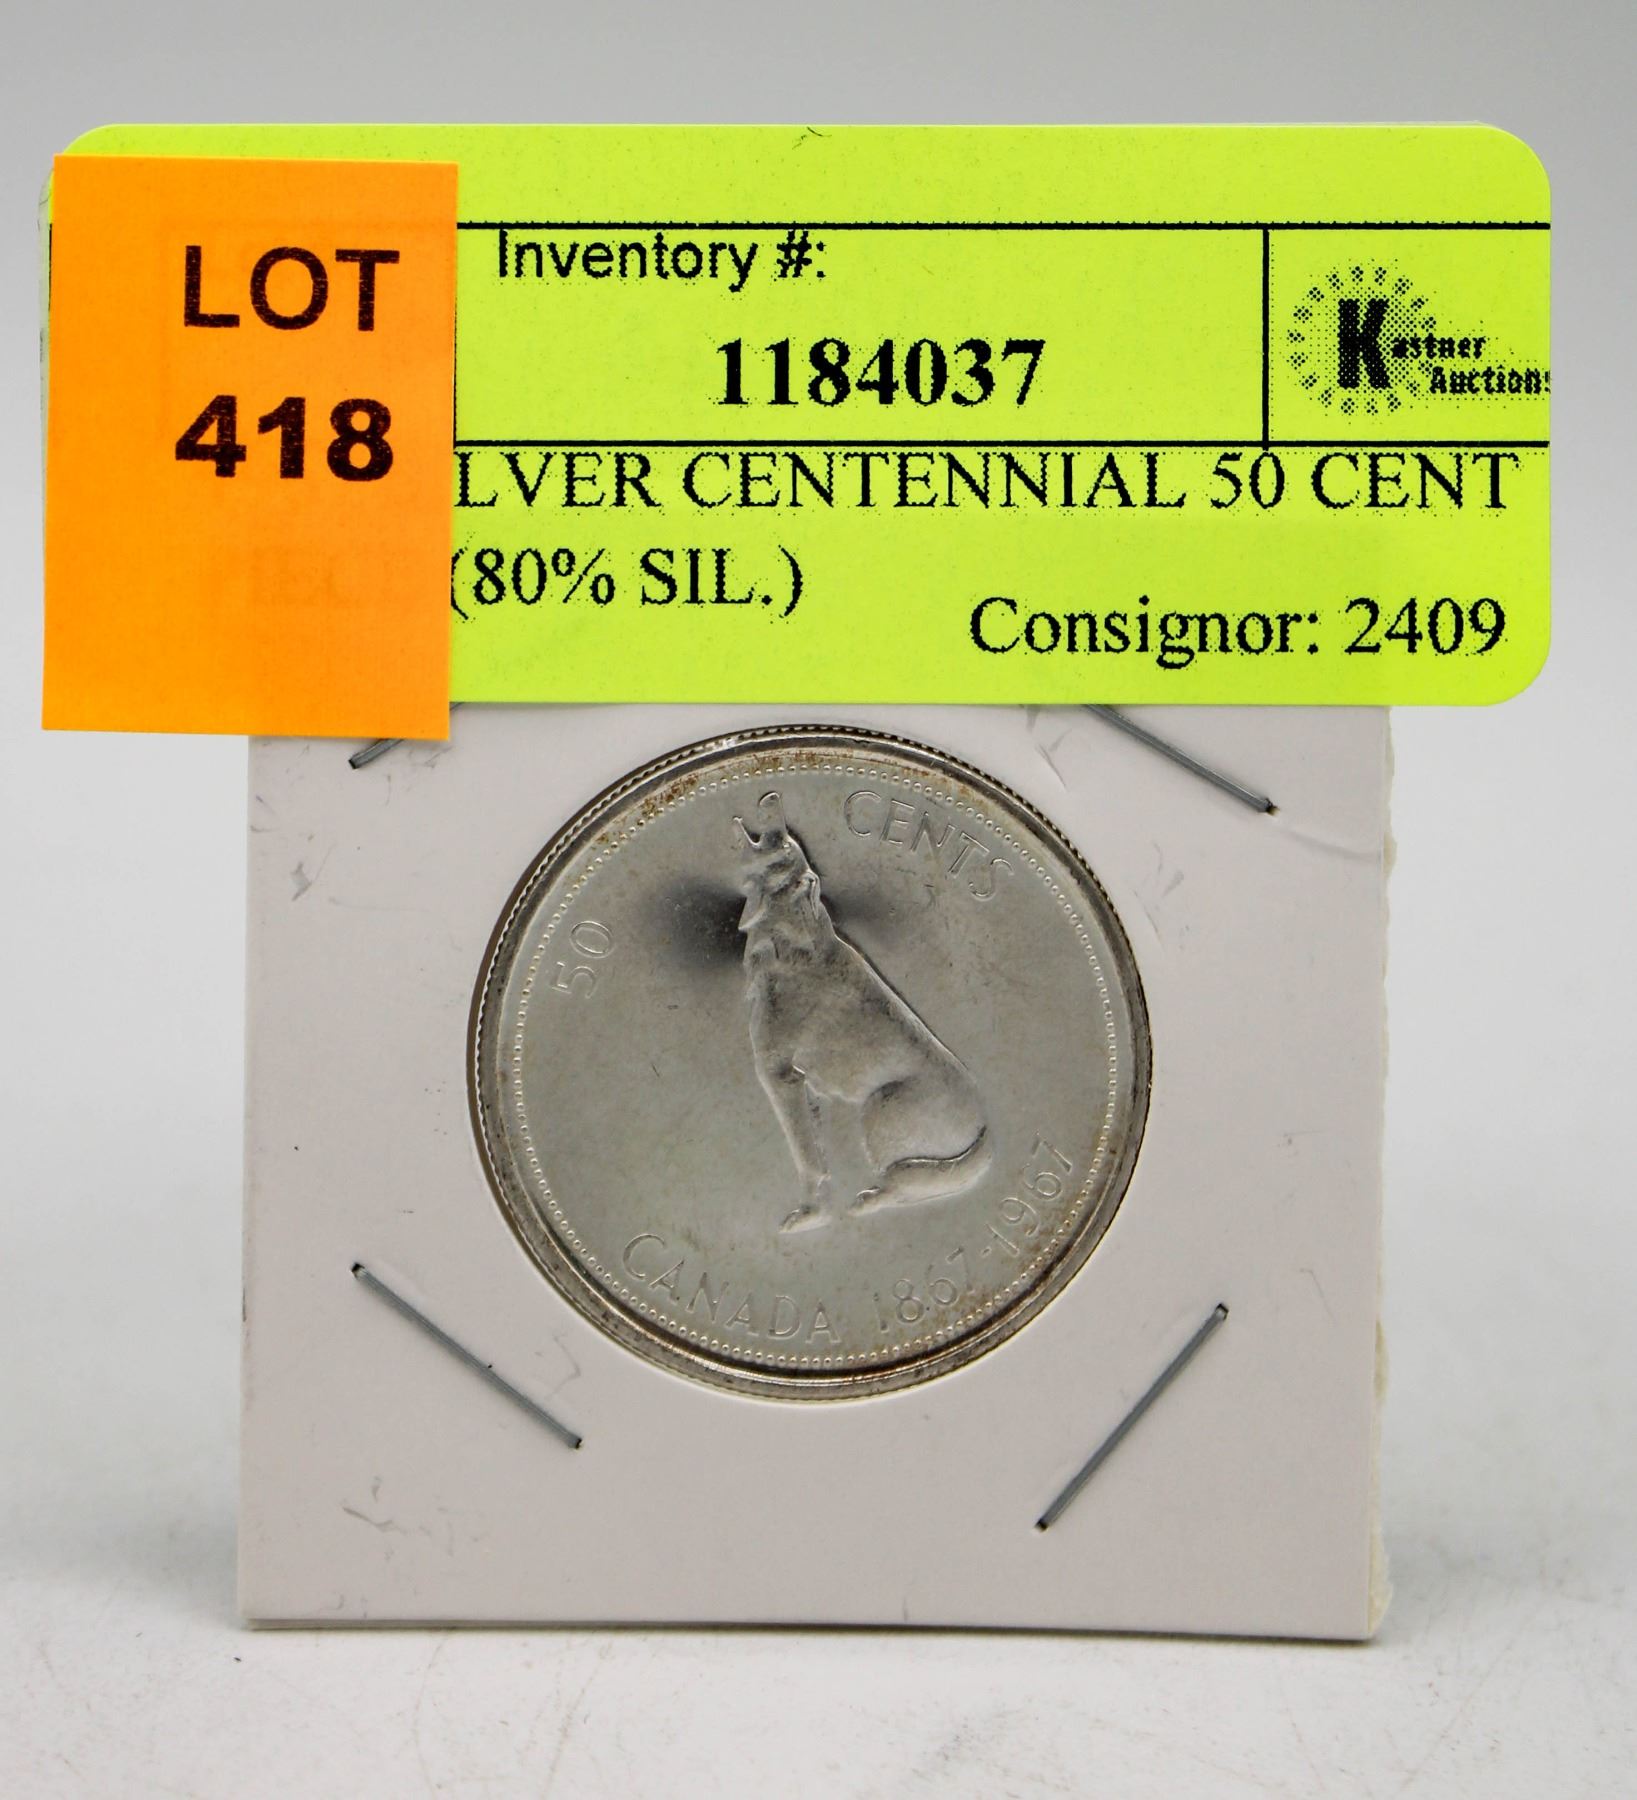 LOT
418
Inventory #:
1184037
Kastner
Auctions
LVER CENTENNIAL 50 CENT
(80% SIL.)
Consignor: 2409
50 CENTS
CANADA 1867-1967